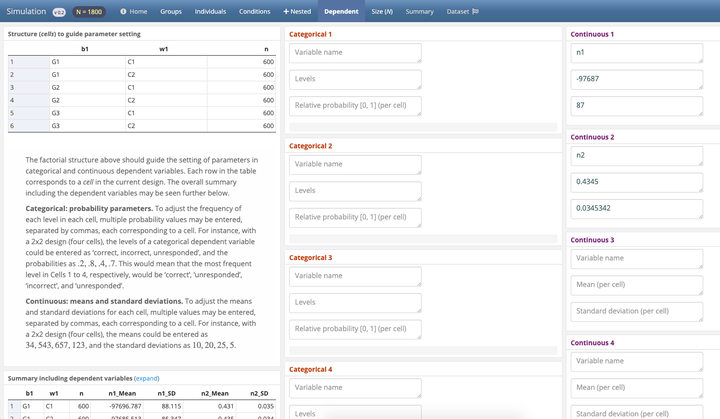 Simulation v 0.2 N = 1800 Home Groups Individuals Conditions + Nested Dependent Size (N) Summary Dataset
Structure (cells) to guide parameter setting
b1 w1 n
1 G1 C1 600
2 G1 C2 600
3 G2 C1 600
4 G2 C2 600
5 G3 C1 600
6 G3 C2 600
The factorial structure above should guide the setting of parameters in
categorical and continuous dependent variables. Each row in the table
corresponds to a cell in the current design. The overall summary
including the dependent variables may be seen further below.
Categorical: probability parameters. To adjust the frequency of
each level in each cell, multiple probability values may be entered,
separated by commas, each corresponding to a cell. For instance, with
a 2x2 design (four cells), the levels of a categorical dependent variable
could be entered as 'correct, incorrect, unresponded', and the
probabilities as .2, .8, .4, .7. This would mean that the most frequent
level in Cells 1 to 4, respectively, would be 'correct', 'unresponded',
'incorrect', and 'unresponded'.
Continuous: means and standard deviations. To adjust the means
and standard deviations for each cell, multiple values may be entered,
separated by commas, each corresponding to a cell. For instance, with
a 2x2 design (four cells), the means could be entered as
34, 543, 657, 123, and the standard deviations as 10, 20, 25, 5.
Summary including dependent variables (expand)
b1 w1 n n1_Mean n1_SD n2_Mean n2_SD
1 G1 C1 600 -97696.787 88.115 0.431 0.035
Categorical 1
Variable name
Levels
Relative probability [0, 1] (per cell)
Categorical 2
Variable name
Levels
Relative probability [0, 1] (per cell)
Categorical 3
Variable name
Levels
Relative probability [0, 1] (per cell)
Categorical 4
Variable name
Levels
Continuous 1
n1
-97687
87
Continuous 2
n2
0.4345
0.0345342
Continuous 3
Variable name
Mean (per cell)
Standard deviation (per cell)
Continuous 4
Variable name
Mean (per cell)
Standard deviation (per cell)